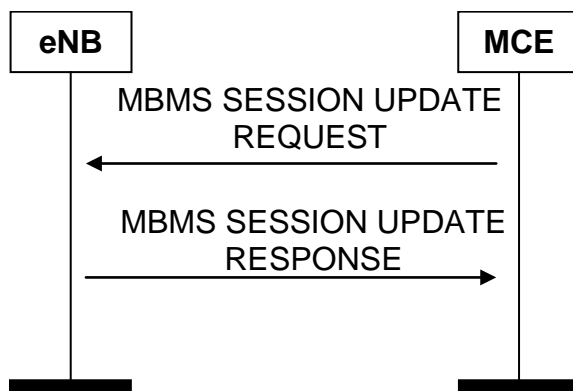 eNB
MCE
MBMS SESSION UPDATE
REQUEST
MBMS SESSION UPDATE
RESPONSE